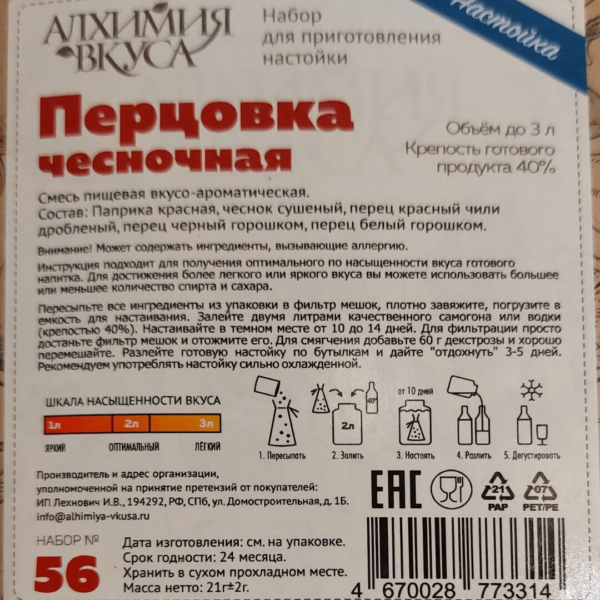 АЛХИМИЯ
ВКУСА
Набор
для приготовления
настойки
Настойка
Перцовка
чесночная
Объём до 3 л
Крепость готового
продукта 40%
Смесь пищевая вкусо-ароматическая.
Состав: Паприка красная, чеснок сушеный, перец красный чили
дробленый, перец черный горошком, перец белый горошком.
Внимание! Может содержать ингредиенты, вызывающие аллергию.
Инструкция подходит для получения оптимального по насыщенности вкуса готового
напитка. Для достижения более легкого или яркого вкуса вы можете использовать большее
или меньшее количество спирта и сахара.
Пересыпьте все ингредиенты из упаковки в фильтр мешок, плотно завяжите, погрузите в
емкость для настаивания. Залейте двумя литрами качественного самогона или водки
(крепостью 40%). Настаивайте в темном месте от 10 до 14 дней. Для фильтрации просто
достаньте фильтр мешок и отожмите его. Для смягчения добавьте 60 г декстрозы и хорошо
перемешайте. Разлейте готовую настойку по бутылкам и дайте "отдохнуть" 3-5 дней.
Рекомендуем употреблять настойку сильно охлажденной.
ШКАЛА НАСЫЩЕННОСТИ ВКУСА
1л 2л 3л
ЯРКИЙ ОПТИМАЛЬНЫЙ ЛЁГКИЙ
40°
2л
от 10 дней
1. Пересыпать 2. Залить 3. Настоять 4. Разлить 5. Дегустировать
Производитель и адрес организации,
уполномоченной на принятие претензий от покупателей:
ИП Лехнович И.В., 194292, РФ, СПб, ул. Домостроительная, д. 1Б.
info@alhimiya-vkusa.ru
EAC
21
PAP
07
PET/PE
НАБОР №
56
Дата изготовления: см. на упаковке.
Срок годности: 24 месяца.
Хранить в сухом прохладном месте.
Масса нетто: 21г±2г.
4 670028 773314